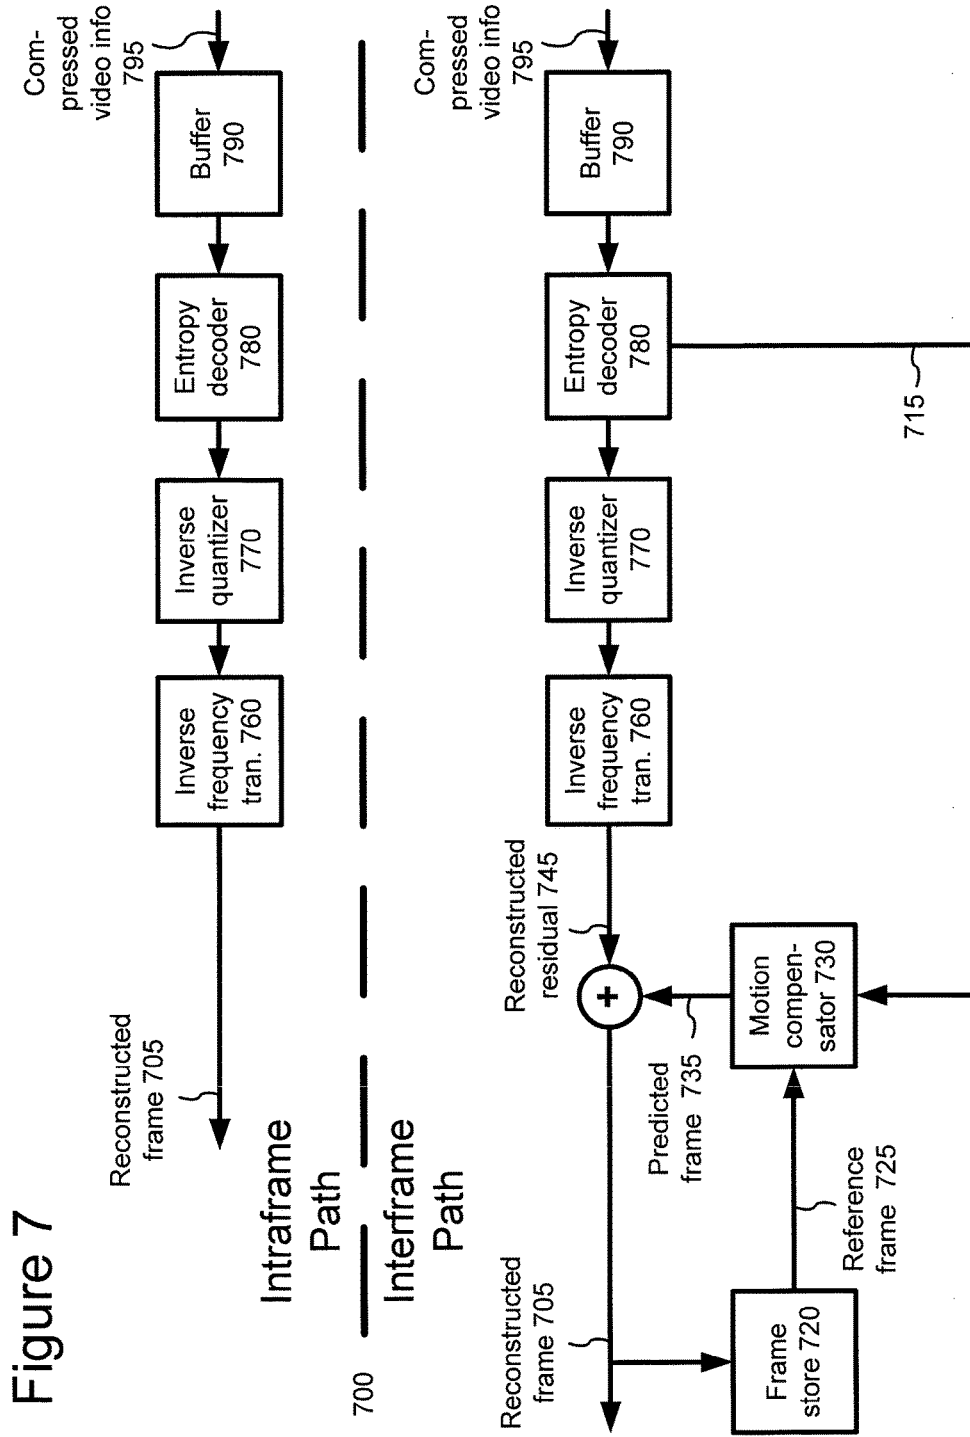 Figure 7
Reconstructed
frame 705
Inverse
frequency
tran. 760
Inverse
quantizer
770
Entropy
decoder
780
Buffer
790
Com-
pressed
video info
795
Intraframe
Path
700
Interframe
Path
Reconstructed
frame 705
Reconstructed
residual 745
Inverse
frequency
tran. 760
Inverse
quantizer
770
Entropy
decoder
780
Buffer
790
Com-
pressed
video info
795
+
Predicted
frame 735
Frame
store 720
Reference
frame 725
Motion
compen-
sator 730
715